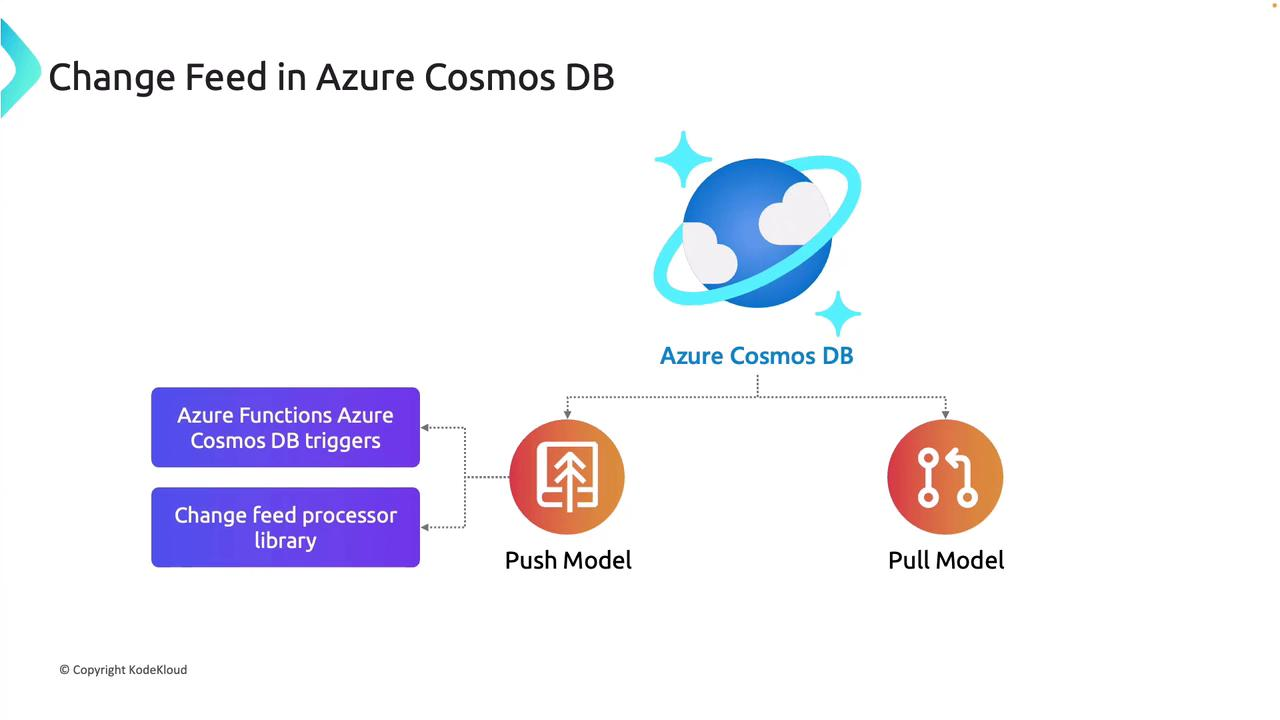 Change Feed in Azure Cosmos DB
Azure Cosmos DB
Azure Functions Azure
Cosmos DB triggers
Change feed processor
library
Push Model
Pull Model
© Copyright KodeKloud